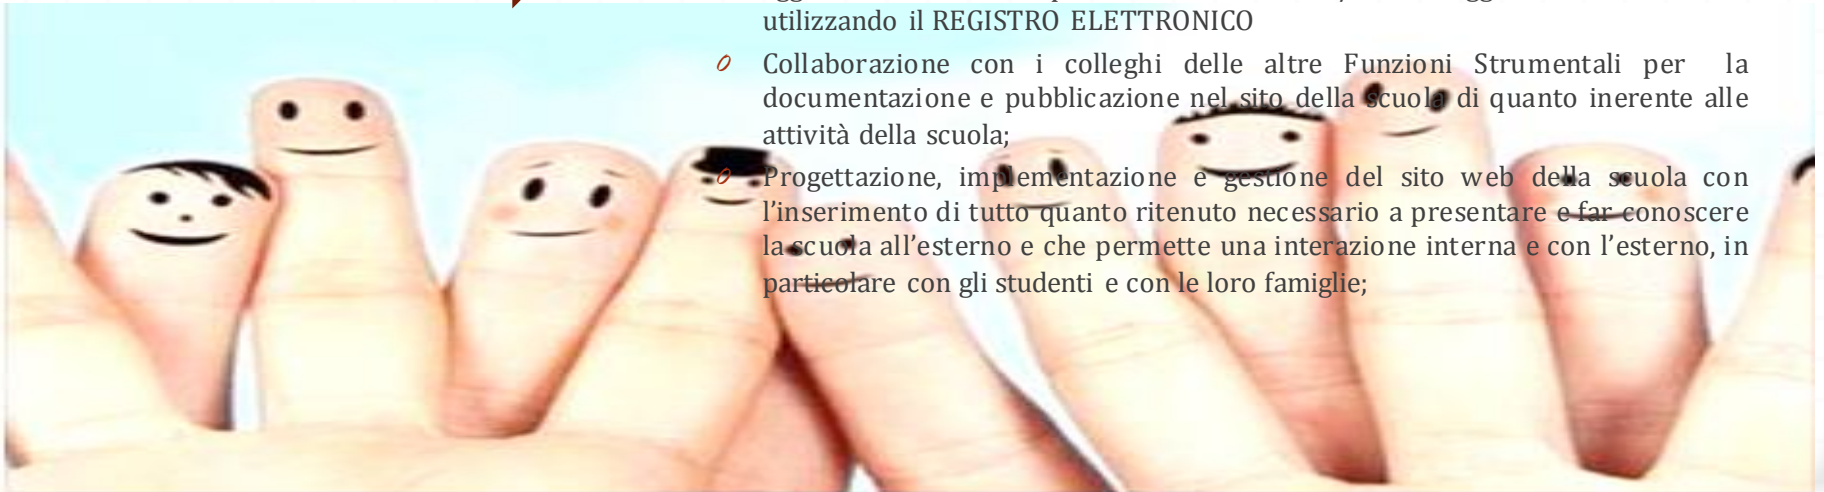 utilizzando il REGISTRO ELETTRONICO
Collaborazione con i colleghi delle altre Funzioni Strumentali per la
documentazione e pubblicazione nel sito della scuola di quanto inerente alle
attività della scuola;
Progettazione, implementazione e gestione del sito web della scuola con
l’inserimento di tutto quanto ritenuto necessario a presentare e far conoscere
la scuola all’esterno e che permette una interazione interna e con l’esterno, in
particolare con gli studenti e con le loro famiglie;